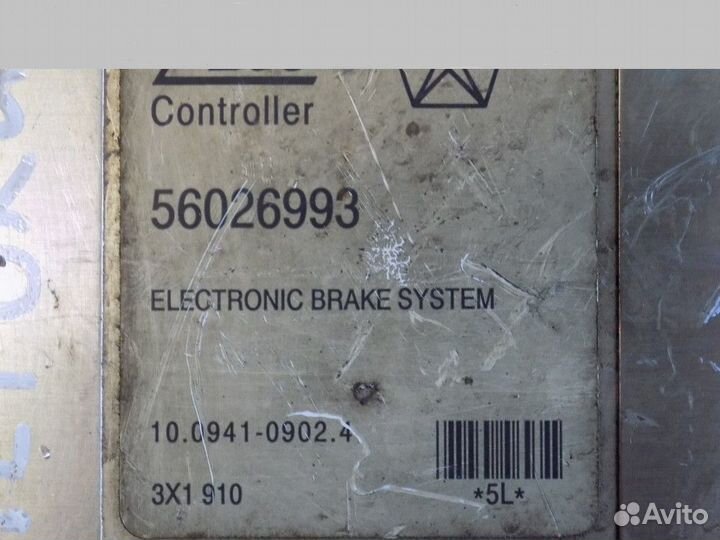 Controller
56026993
ELECTRONIC BRAKE SYSTEM
10.0941-0902.4
3X1 910
*5L*
Avito